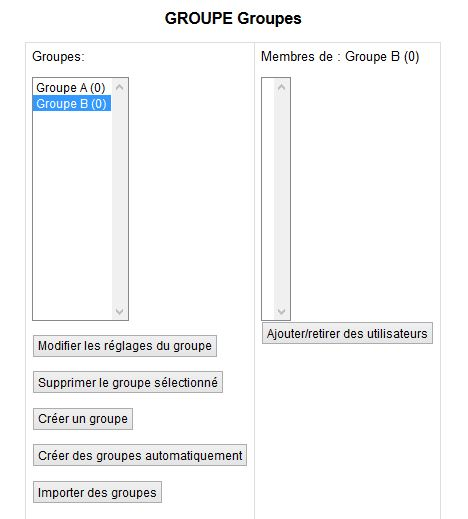 GROUPE Groupes
Groupes:
Groupe A (0)
Groupe B (0)
Modifier les réglages du groupe
Supprimer le groupe sélectionné
Créer un groupe
Créer des groupes automatiquement
Importer des groupes
Membres de : Groupe B (0)
Ajouter/retirer des utilisateurs